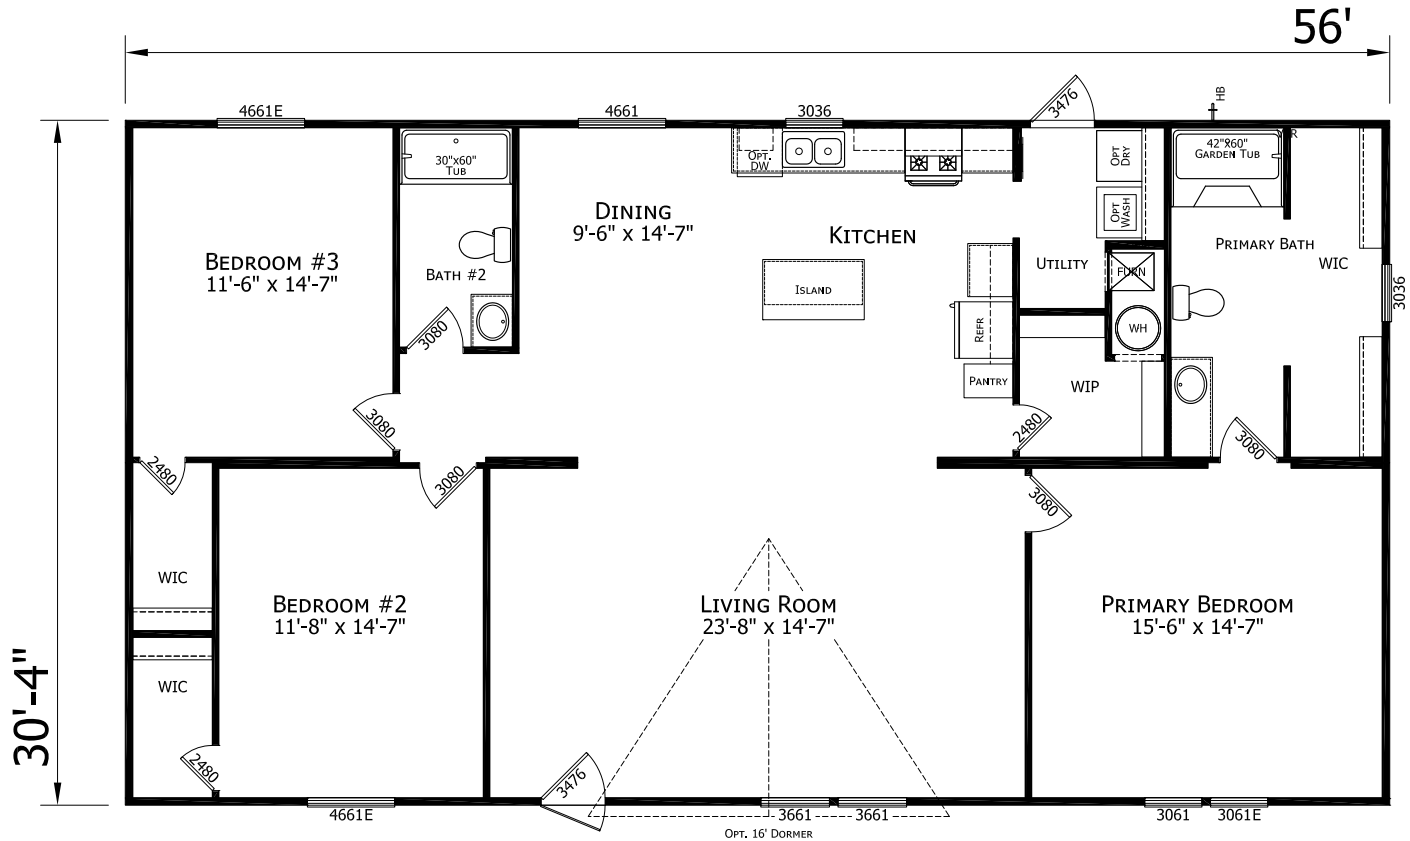 56'
30'-4"
4661E
4661
3036
3476
HB
30"x60"
TUB
OPT.
DW
OPT
DRY
OPT
WASH
42"x60"
GARDEN TUB
DINING
9'-6" x 14'-7"
KITCHEN
PRIMARY BATH
BEDROOM #3
11'-6" x 14'-7"
BATH #2
UTILITY
FURN
WIC
ISLAND
3036
3080
REFR
WH
PANTRY
WIP
3080
2480
3080
2480
3080
3080
WIC
BEDROOM #2
11'-8" x 14'-7"
LIVING ROOM
23'-8" x 14'-7"
PRIMARY BEDROOM
15'-6" x 14'-7"
WIC
2480
3476
4661E
3661
3661
3061
3061E
OPT. 16' DORMER